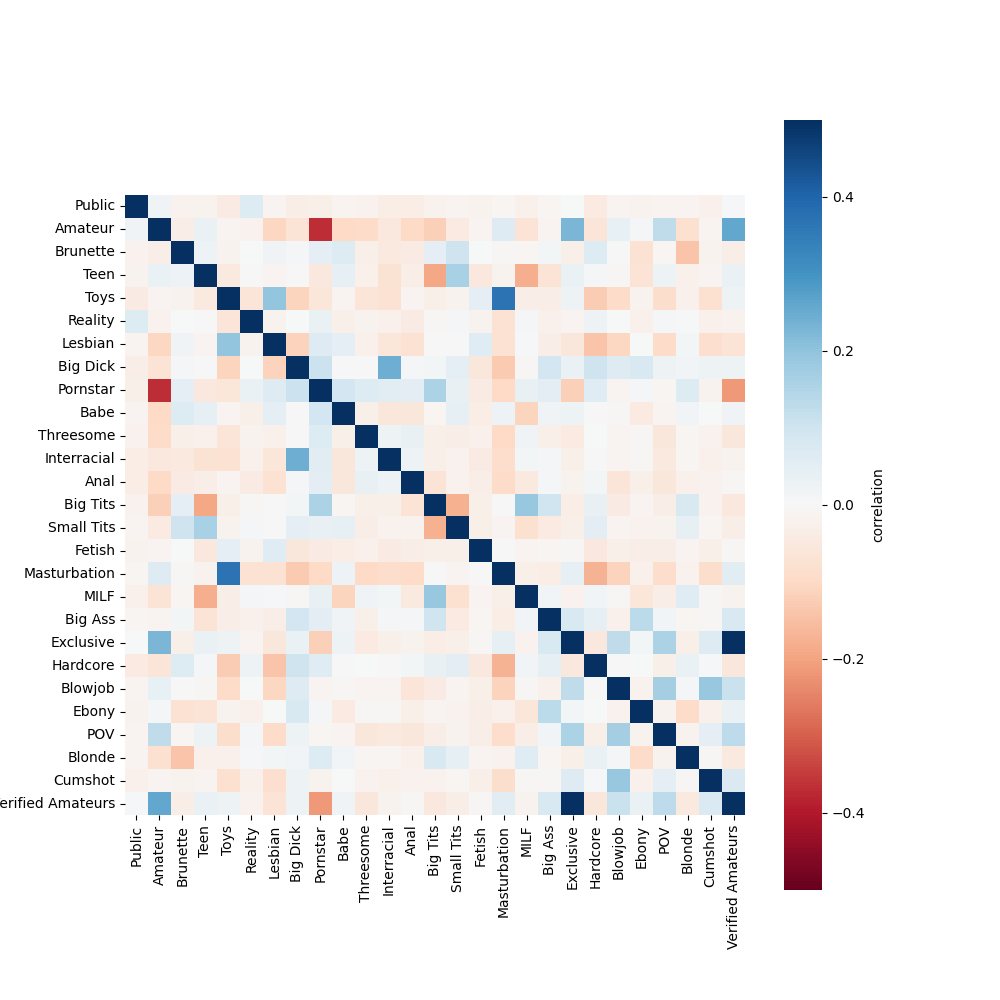 Public
Amateur
Brunette
Teen
Toys
Reality
Lesbian
Big Dick
Pornstar
Babe
Threesome
Interracial
Anal
Big Tits
Small Tits
Fetish
Masturbation
MILF
Big Ass
Exclusive
Hardcore
Blowjob
Ebony
POV
Blonde
Cumshot
erified Amateurs
Public
Amateur
Brunette
Teen
Toys
Reality
Lesbian
Big Dick
Pornstar
Babe
Threesome
Interracial
Anal
Big Tits
Small Tits
Fetish
Masturbation
MILF
Big Ass
Exclusive
Hardcore
Blowjob
Ebony
POV
Blonde
Cumshot
Verified Amateurs
0.4
0.2
0.0
−0.2
−0.4
correlation